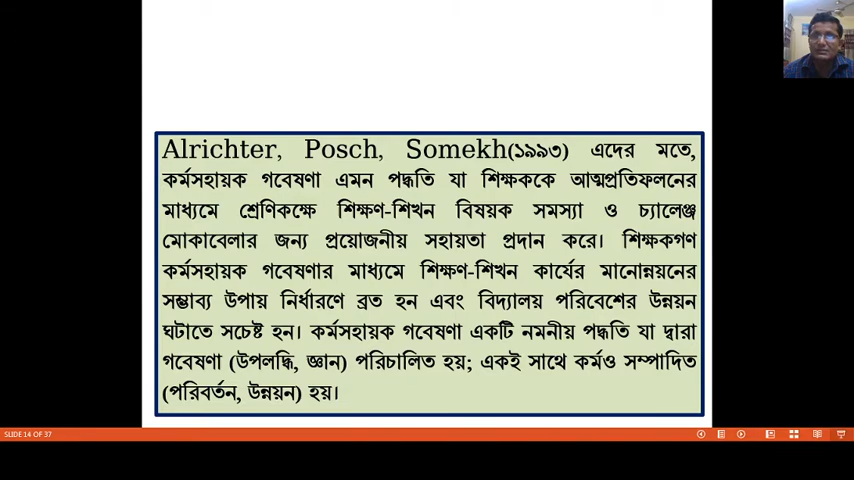 Alrichter, Posch, Somekh(১৯৯৩) এদের মতে,
কর্মসহায়ক গবেষণা এমন পদ্ধতি যা শিক্ষককে আত্মপ্রতিফলনের
মাধ্যমে শ্রেণিকক্ষে শিক্ষণ-শিখন বিষয়ক সমস্যা ও চ্যালেঞ্জ
মোকাবেলার জন্য প্রয়োজনীয় সহায়তা প্রদান করে। শিক্ষকগণ
কর্মসহায়ক গবেষণার মাধ্যমে শিক্ষণ-শিখন কার্যের মানোন্নয়নের
সম্ভাব্য উপায় নির্ধারণে ব্রত হন এবং বিদ্যালয় পরিবেশের উন্নয়ন
ঘটাতে সচেষ্ট হন। কর্মসহায়ক গবেষণা একটি নমনীয় পদ্ধতি যা দ্বারা
গবেষণা (উপলদ্ধি, জ্ঞান) পরিচালিত হয়; একই সাথে কর্মও সম্পাদিত
(পরিবর্তন, উন্নয়ন) হয়।
SLIDE 14 OF 37